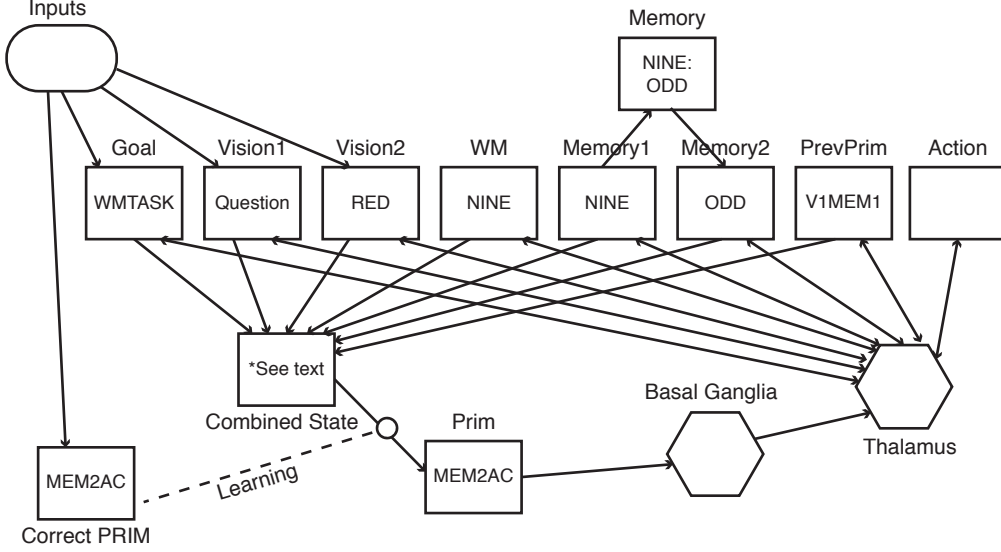 Inputs
Memory
NINE:
ODD
Goal
Vision1
Vision2
WM
Memory1
Memory2
PrevPrim
Action
WMTASK
Question
RED
NINE
NINE
ODD
V1MEM1
*See text
Combined State
Basal Ganglia
Prim
Thalamus
MEM2AC
Learning
MEM2AC
Correct PRIM